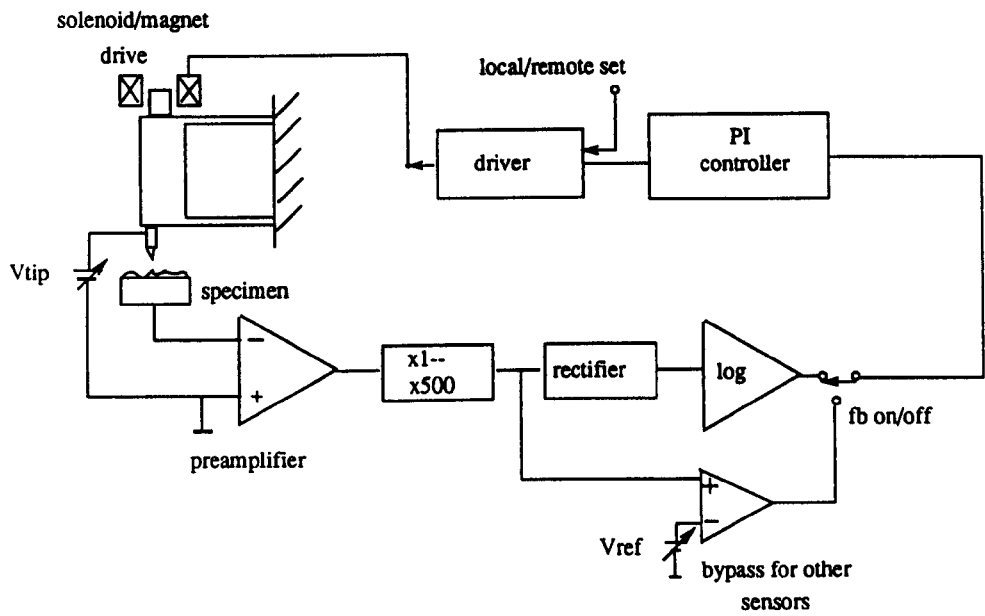 solenoid/magnet
drive
local/remote set
driver
PI
controller
Vtip
specimen
−
+
preamplifier
x1--
x500
rectifier
log
fb on/off
+
−
Vref
bypass for other
sensors